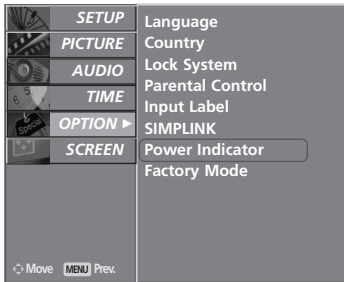 SETUP
PICTURE
AUDIO
TIME
OPTION
SCREEN
Language
Country
Lock System
Parental Control
Input Label
SIMPLINK
Power Indicator
Factory Mode
Move MENU Prev.